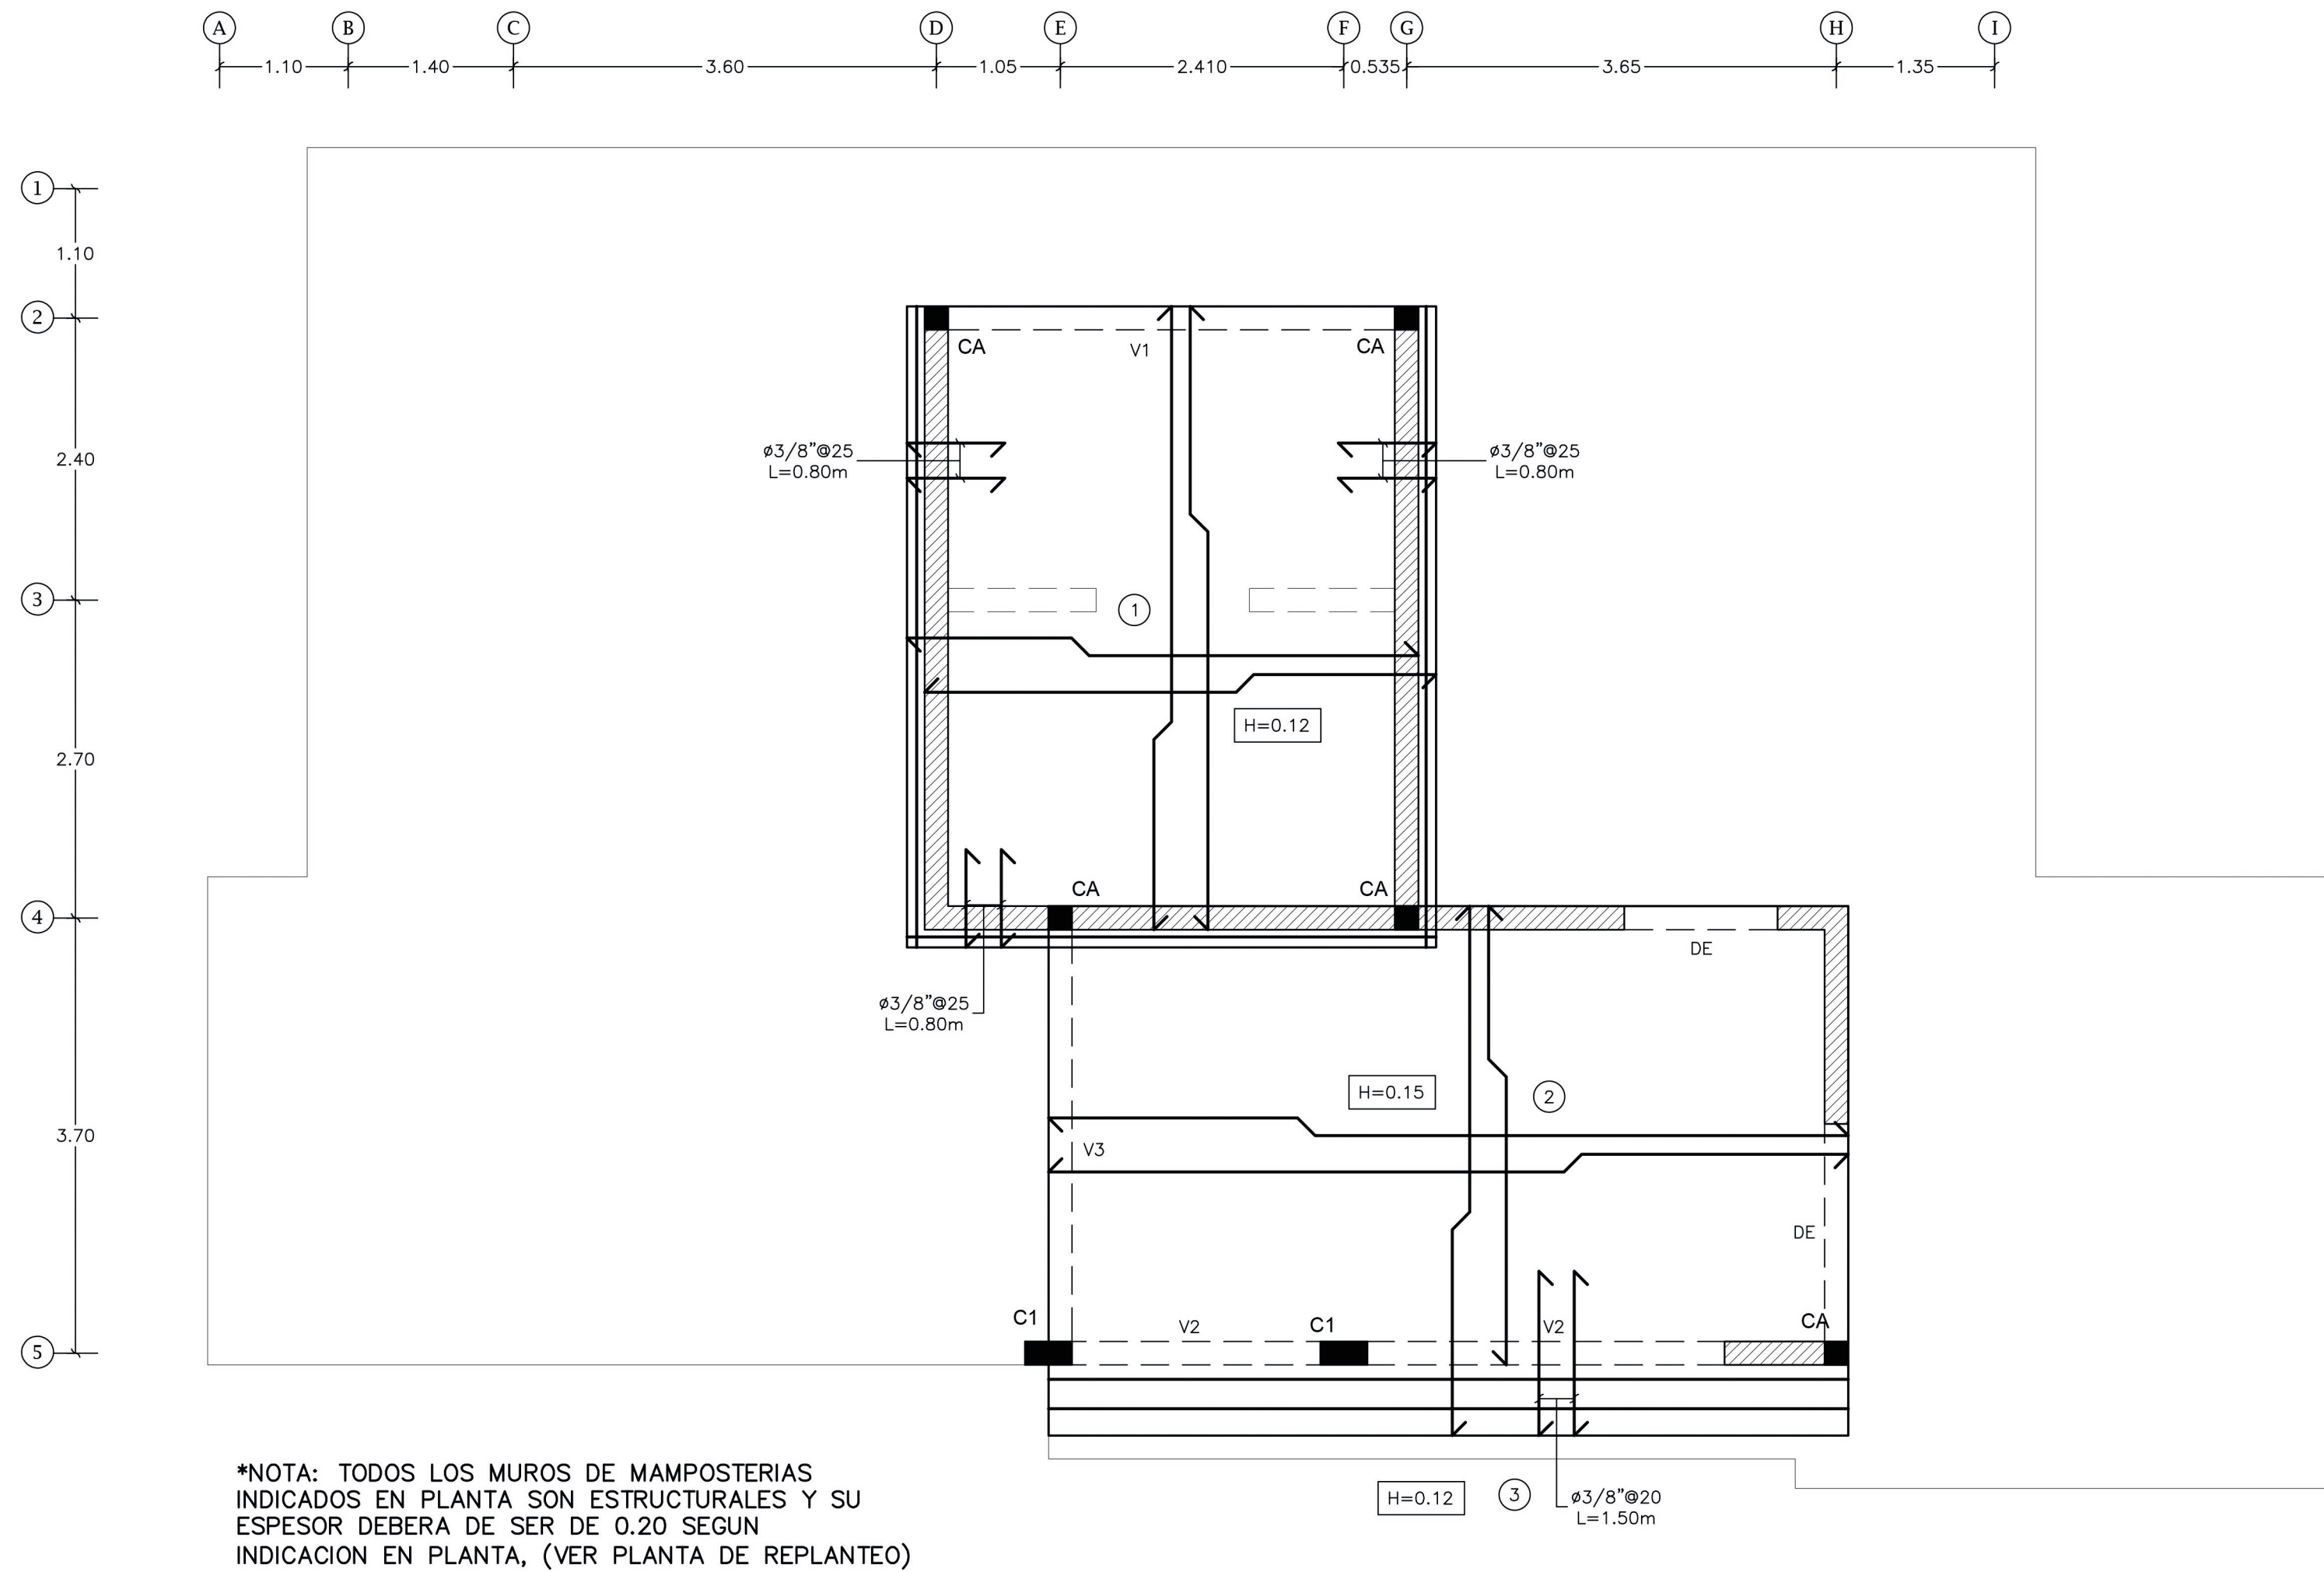 A B C D E F G H I
1.10 1.40 3.60 1.05 2.410 0.535 3.65 1.35
1
1.10
2
CA V1 CA
2.40
ø3/8"@25
L=0.80m
ø3/8"@25
L=0.80m
3
1
H=0.12
2.70
CA CA
4
DE
ø3/8"@25
L=0.80m
H=0.15 2
3.70
V3
DE
C1 V2 C1 V2 CA
5
H=0.12 3 ø3/8"@20
L=1.50m
*NOTA: TODOS LOS MUROS DE MAMPOSTERIAS
INDICADOS EN PLANTA SON ESTRUCTURALES Y SU
ESPESOR DEBERA DE SER DE 0.20 SEGUN
INDICACION EN PLANTA, (VER PLANTA DE REPLANTEO)